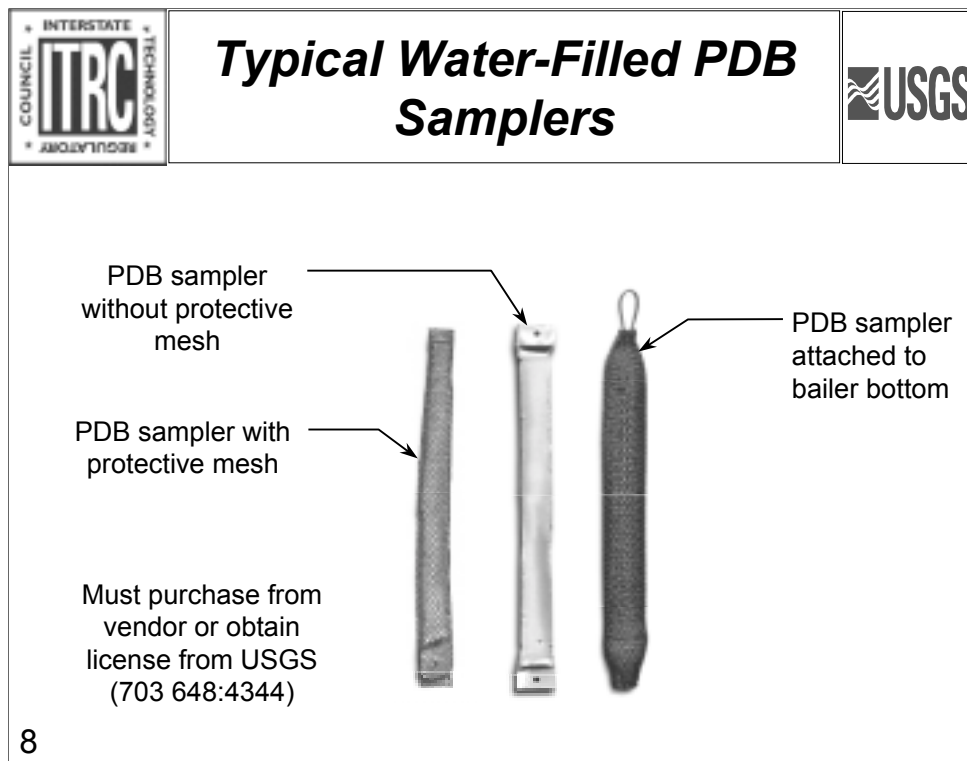 INTERSTATE
TECHNOLOGY
REGULATORY
COUNCIL
ITRC
Typical Water-Filled PDB
Samplers
USGS
PDB sampler
without protective
mesh
PDB sampler
attached to
bailer bottom
PDB sampler with
protective mesh
Must purchase from
vendor or obtain
license from USGS
(703 648:4344)
8